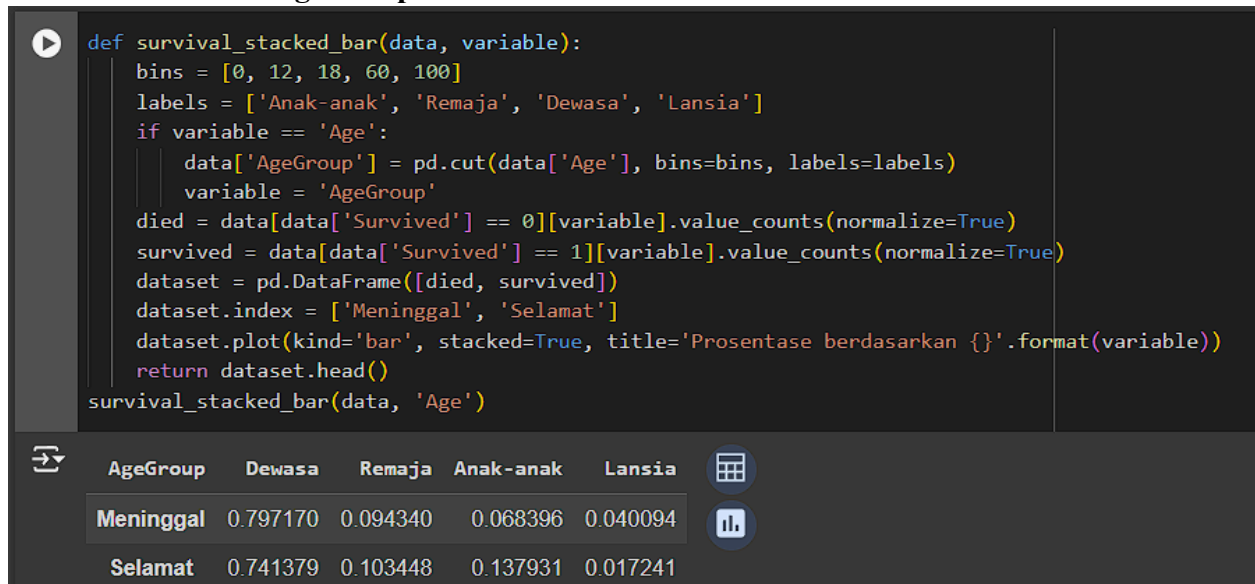 def survival_stacked_bar(data, variable):
    bins = [0, 12, 18, 60, 100]
    labels = ['Anak-anak', 'Remaja', 'Dewasa', 'Lansia']
    if variable == 'Age':
        data['AgeGroup'] = pd.cut(data['Age'], bins=bins, labels=labels)
        variable = 'AgeGroup'
    died = data[data['Survived'] == 0][variable].value_counts(normalize=True)
    survived = data[data['Survived'] == 1][variable].value_counts(normalize=True)
    dataset = pd.DataFrame([died, survived])
    dataset.index = ['Meninggal', 'Selamat']
    dataset.plot(kind='bar', stacked=True, title='Prosentase berdasarkan {}'.format(variable))
    return dataset.head()
survival_stacked_bar(data, 'Age')
AgeGroup Dewasa Remaja Anak-anak Lansia
Meninggal 0.797170 0.094340 0.068396 0.040094
Selamat 0.741379 0.103448 0.137931 0.017241